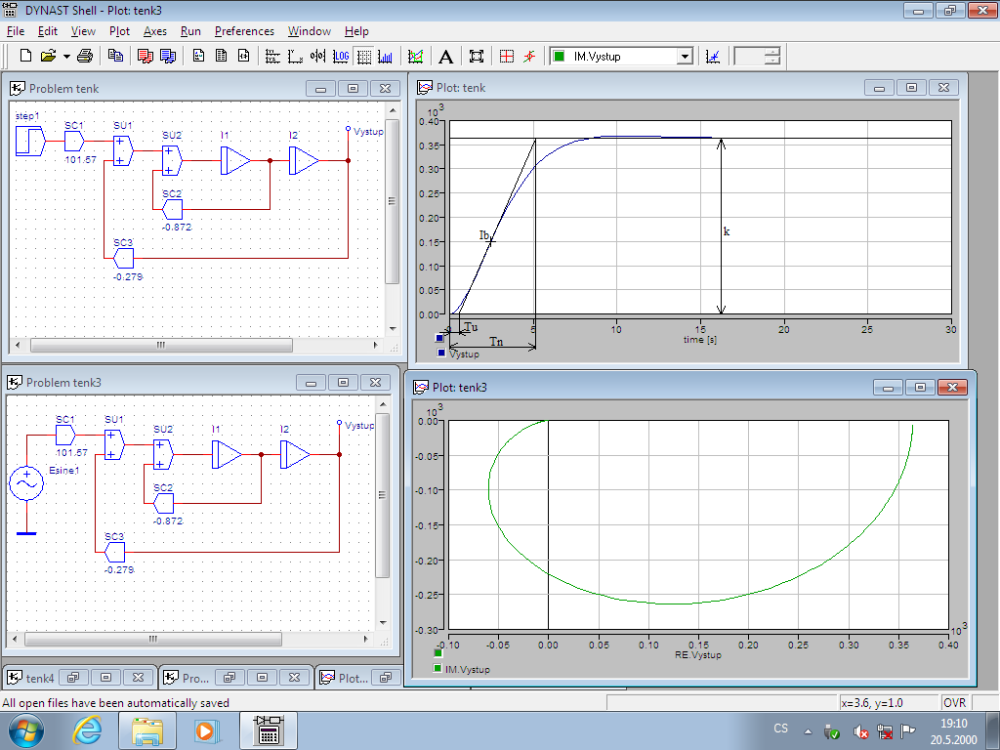 DYNAST Shell - Plot: tenk3
File Edit View Plot Axes Run Preferences Window Help
LOG A IM.Vystup
Problem tenk
step1
SC1
101.57
SU1
SU2
I1
I2
Vystup
SC2
-0.872
SC3
-0.279
Plot: tenk
10^3
0.40
0.35
0.30
0.25
0.20
0.15
0.10
0.05
0.00
Ib
k
0 5 10 15 20 25 30
time [s]
Tu
Tn
Vystup
Problem tenk3
SC1
101.57
SU1
SU2
I1
I2
Vystup
Esine1
SC2
-0.872
SC3
-0.279
Plot: tenk3
10^3
0.00
-0.05
-0.10
-0.15
-0.20
-0.25
-0.30
-0.10 -0.05 0.00 0.05 0.10 0.15 0.20 0.25 0.30 0.35 0.40
10^3
RE.Vystup
IM.Vystup
tenk4
Pro...
Plot...
All open files have been automatically saved
x=3.6, y=1.0
OVR
CS
19:10
20.5.2000